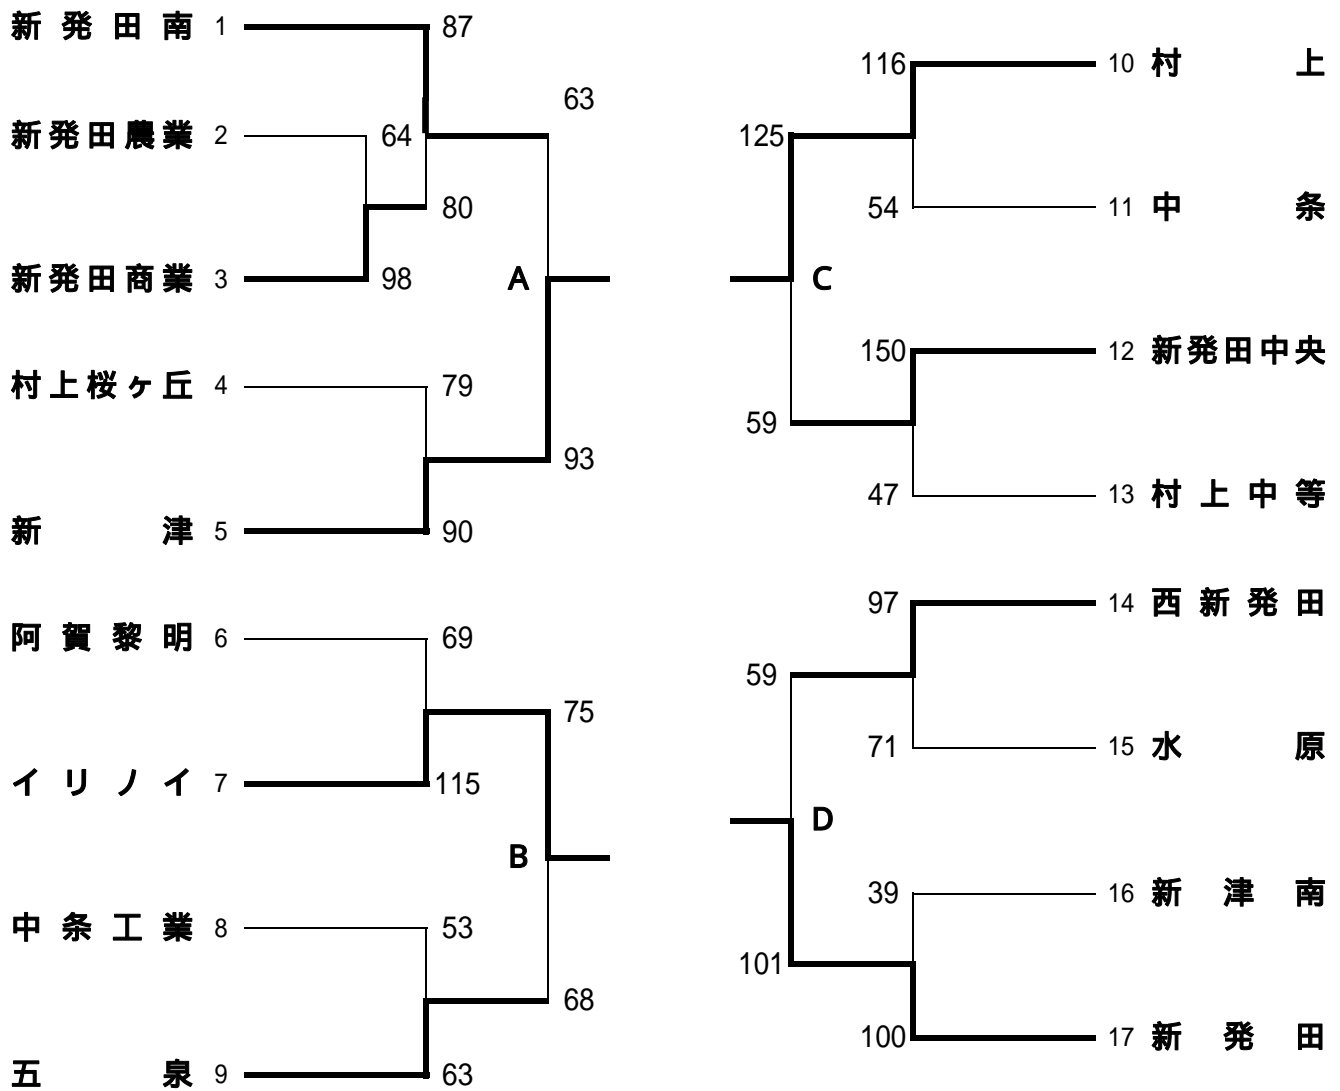 新発田南 1 87
116 10 村上
63
新発田農業 2 64
125
80
54 11 中条
新発田商業 3 98 A
C
150 12 新発田中央
村上桜ヶ丘 4 79
59
93
47 13 村上中等
新津 5 90
97 14 西新発田
阿賀黎明 6 69
59
75
71 15 水原
イリノイ 7 115
D
B
39 16 新津南
中条工業 8 53
101
68
100 17 新発田
五泉 9 63